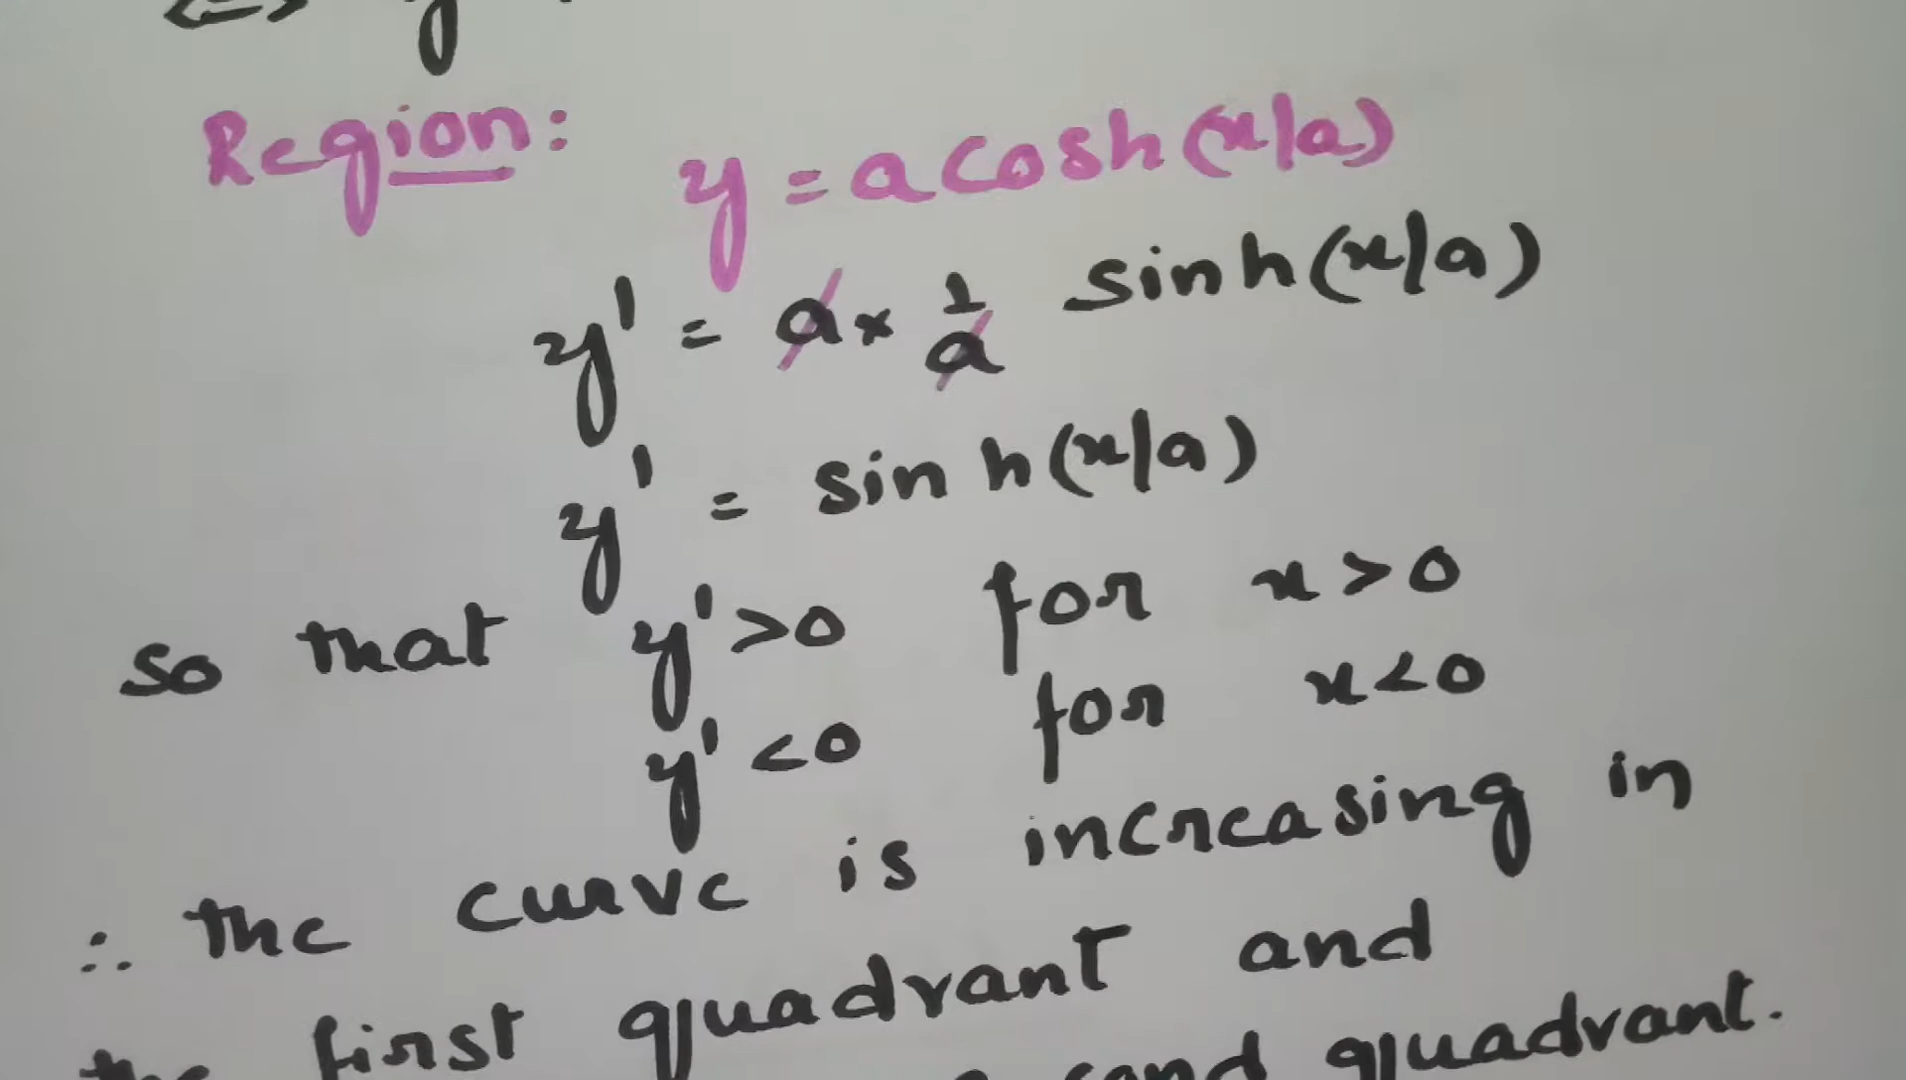 Region: y = a cosh (x/a)
y' = a × 1/a sinh (x/a)
y' = sinh (x/a)
so that y' > 0 for x > 0
y' < 0 for x < 0
∴ the curve is increasing in
the first quadrant and
quadrant.